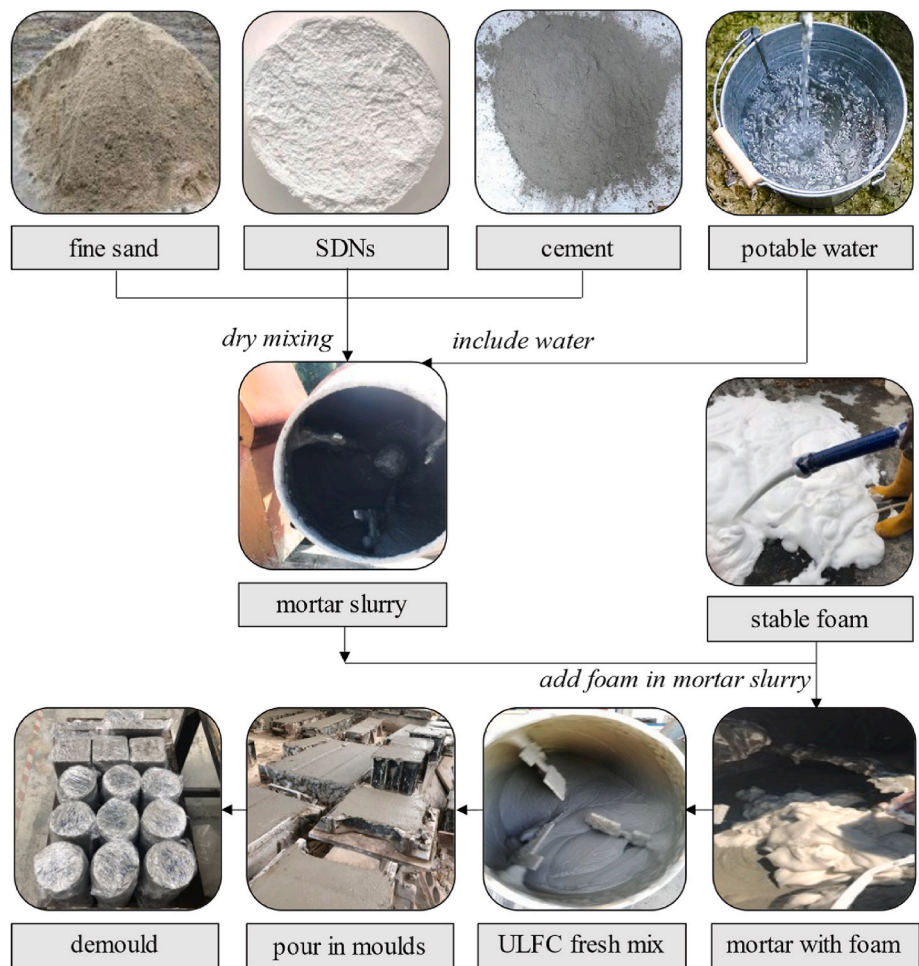 fine sand
SDNs
cement
potable water
dry mixing
include water
mortar slurry
stable foam
add foam in mortar slurry
demould
pour in moulds
ULFC fresh mix
mortar with foam